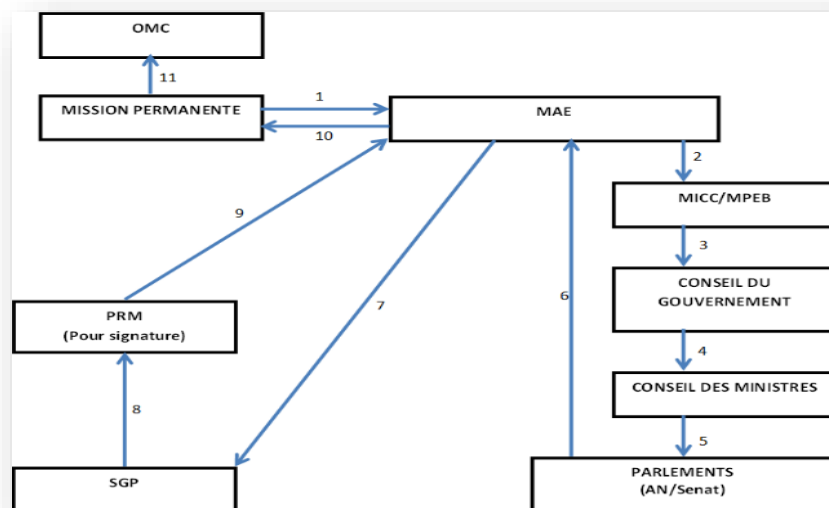 OMC
11
MISSION PERMANENTE
1
MAE
10
2
MICC/MPEB
9
3
CONSEIL DU
GOUVERNEMENT
6
7
PRM
(Pour signature)
4
CONSEIL DES MINISTRES
8
5
SGP
PARLEMENTS
(AN/Senat)